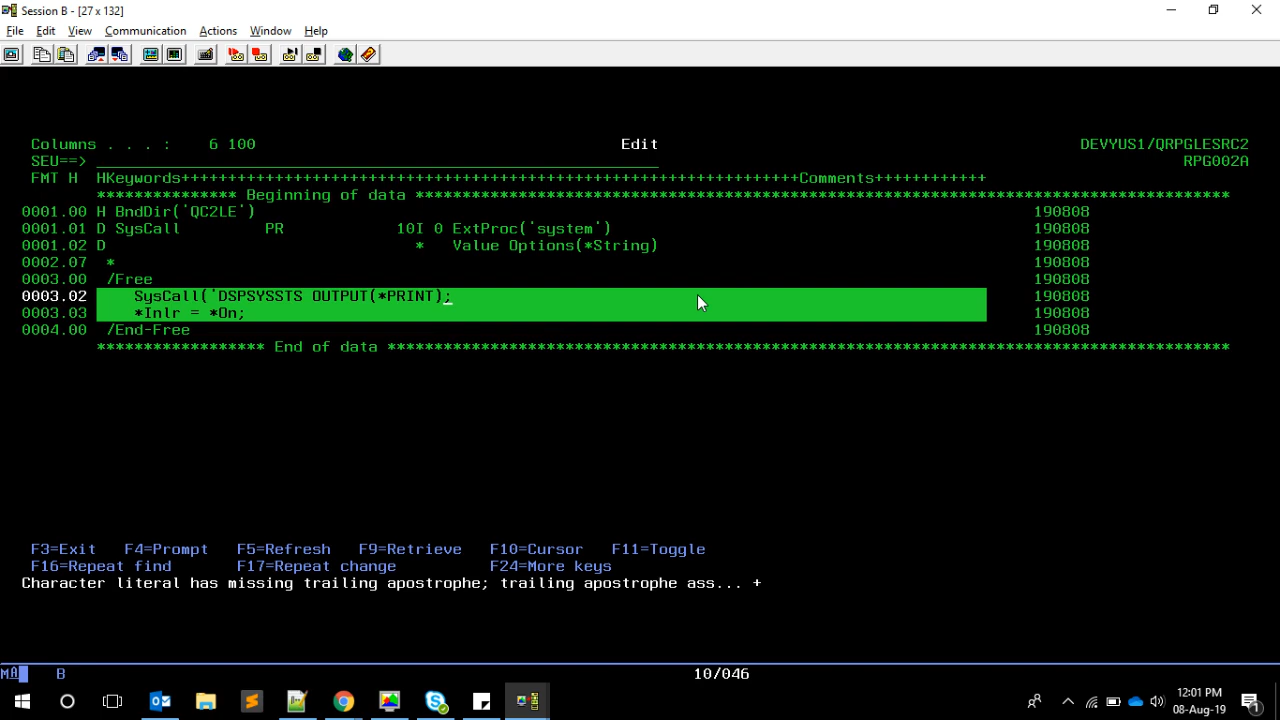 Session B - [27 x 132]
File Edit View Communication Actions Window Help
Columns . . . : 6 100 Edit DEVYUS1/QRPGLESRC2
SEU==> RPG002A
FMT H HKeywords++++++++++++++++++++++++++++++++++++++++++++++++++++++++++++++++++Comments++++++++++++
*************** Beginning of data ***************************************************************************************
0001.00 H BndDir('QC2LE') 190808
0001.01 D SysCall PR 10I 0 ExtProc('system') 190808
0001.02 D * Value Options(*String) 190808
0002.07 * 190808
0003.00 /Free 190808
0003.02 SysCall('DSPSYSSTS OUTPUT(*PRINT); 190808
0003.03 *Inlr = *On; 190808
0004.00 /End-Free 190808
****************** End of data ******************************************************************************************
F3=Exit F4=Prompt F5=Refresh F9=Retrieve F10=Cursor F11=Toggle
F16=Repeat find F17=Repeat change F24=More keys
Character literal has missing trailing apostrophe; trailing apostrophe ass... +
MA B 10/046
12:01 PM
08-Aug-19
1